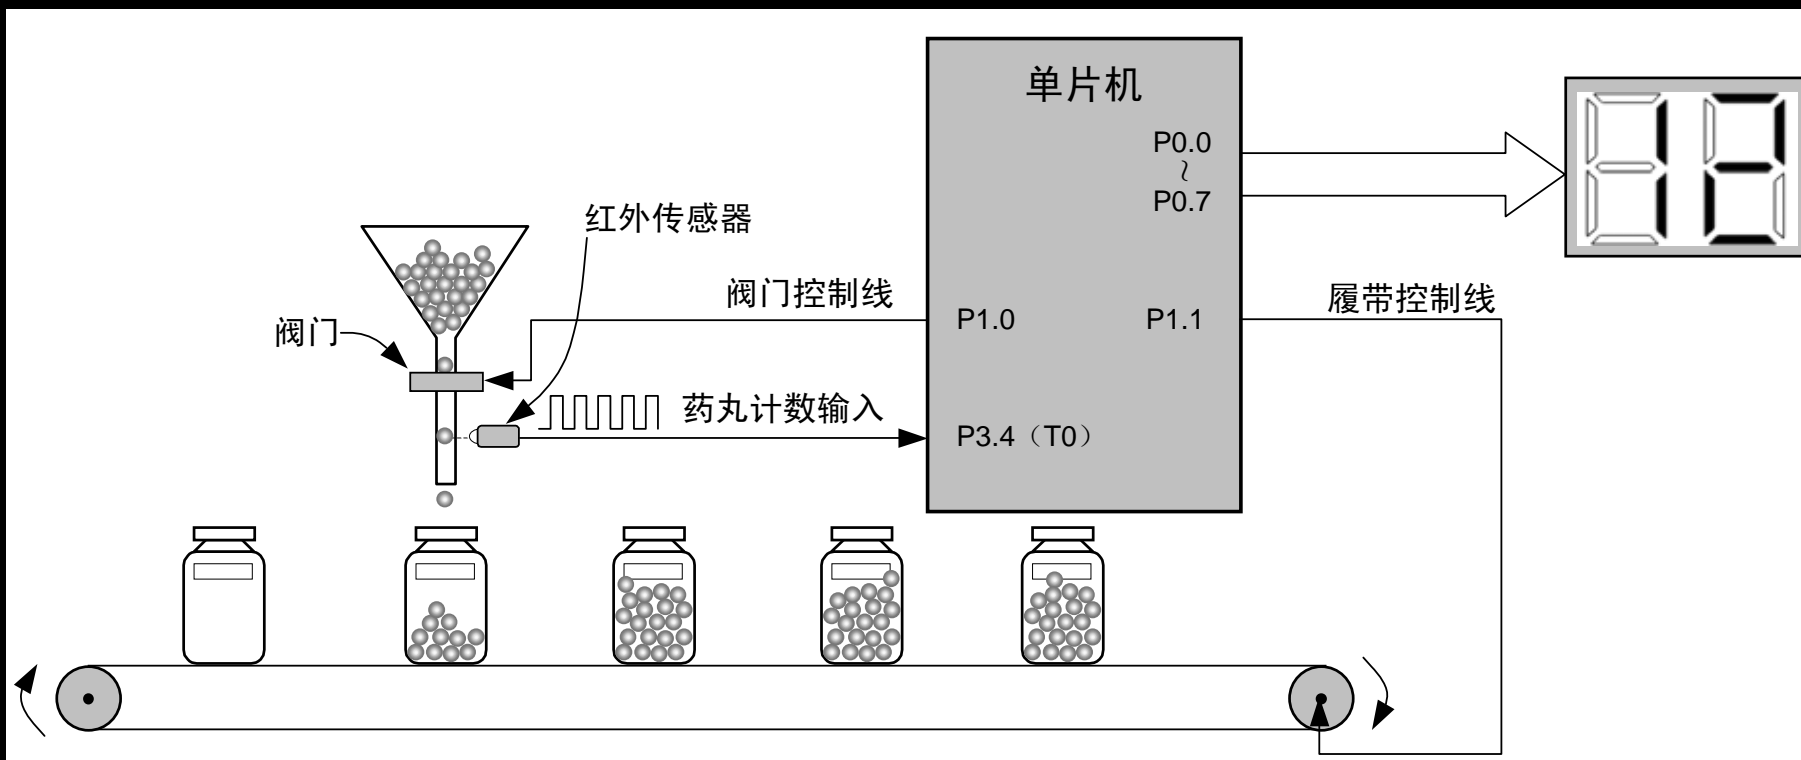 单片机
P0.0
~
P0.7
红外传感器
阀门控制线
履带控制线
P1.0
P1.1
阀门
药丸计数输入
P3.4（T0）
12